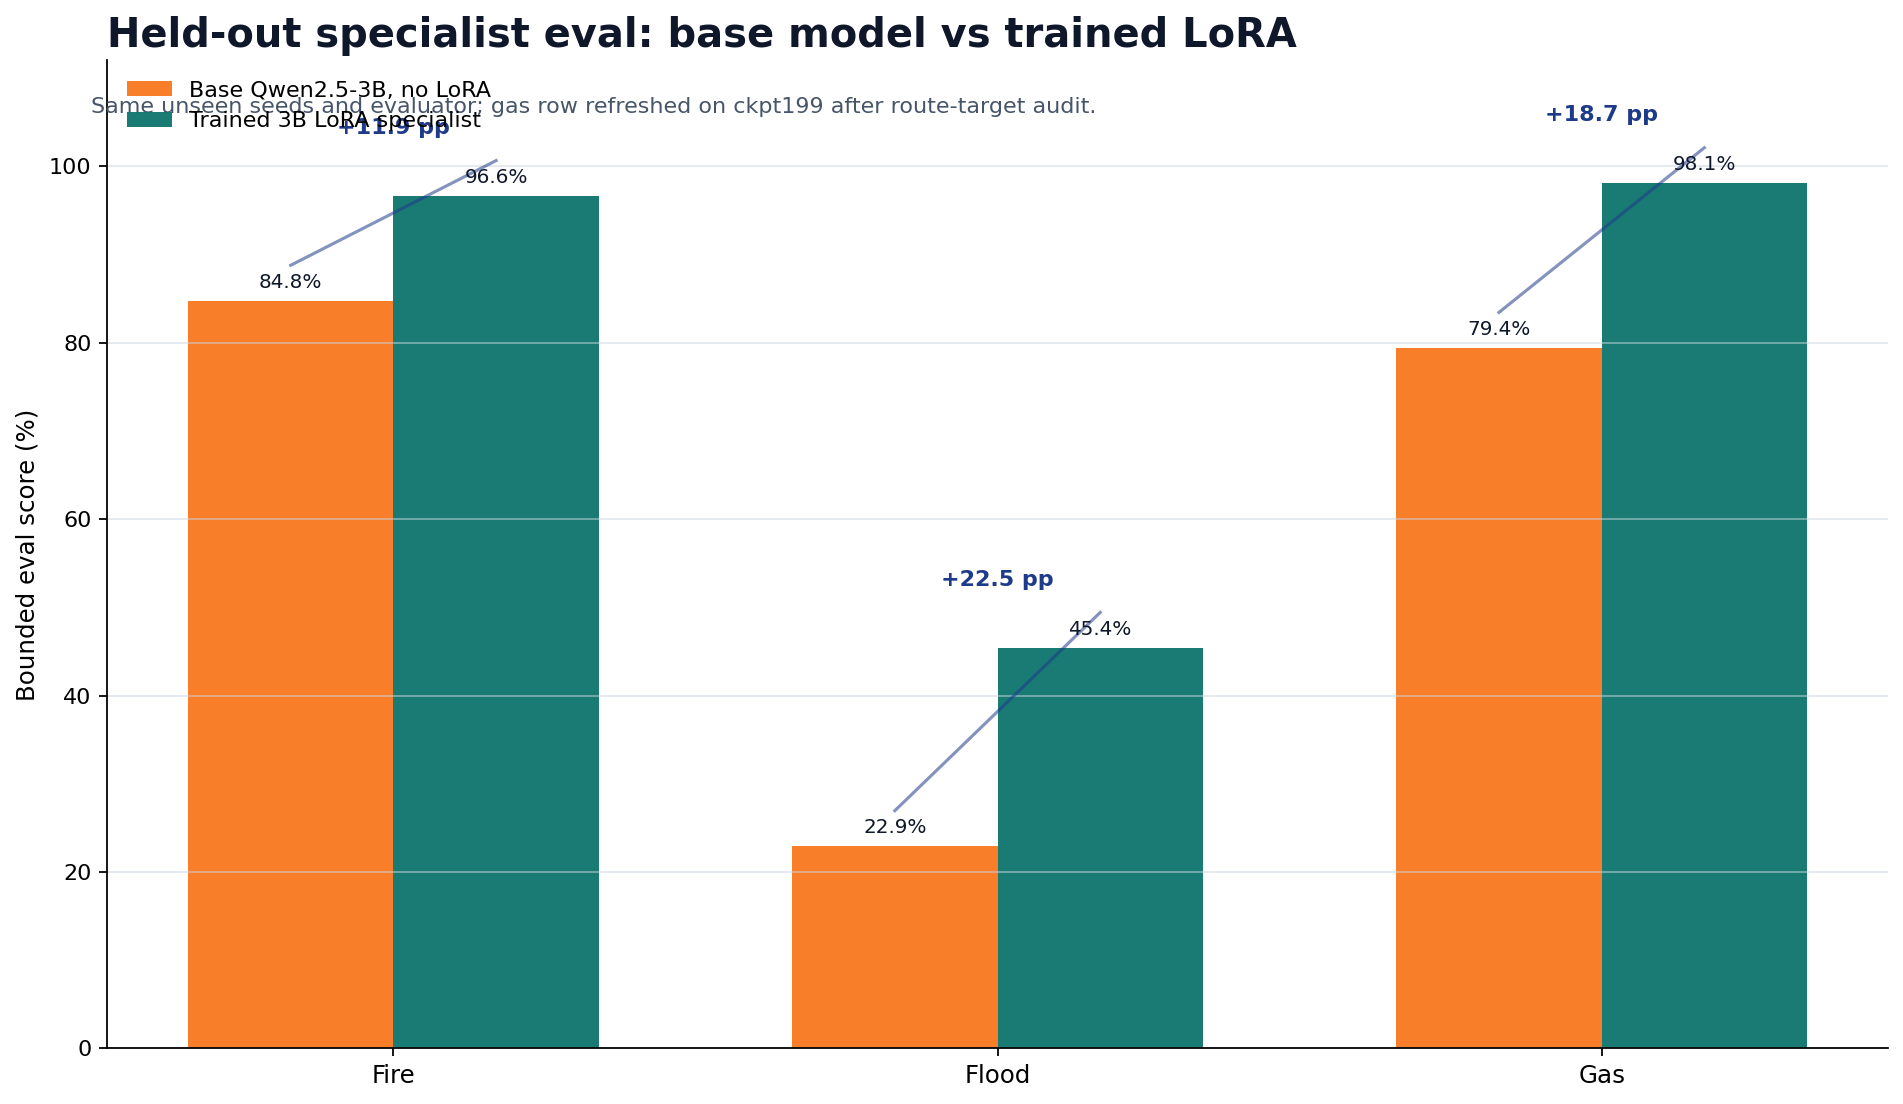 Held-out specialist eval: base model vs trained LoRA
Base Qwen2.5-3B, no LoRA
Same unseen seeds and evaluator; gas row refreshed on ckpt199 after route-target audit.
Trained 3B LoRA specialist
+11.9 pp
+18.7 pp
+22.5 pp
96.6%
98.1%
84.8%
79.4%
45.4%
22.9%
Bounded eval score (%)
100
80
60
40
20
0
Fire
Flood
Gas